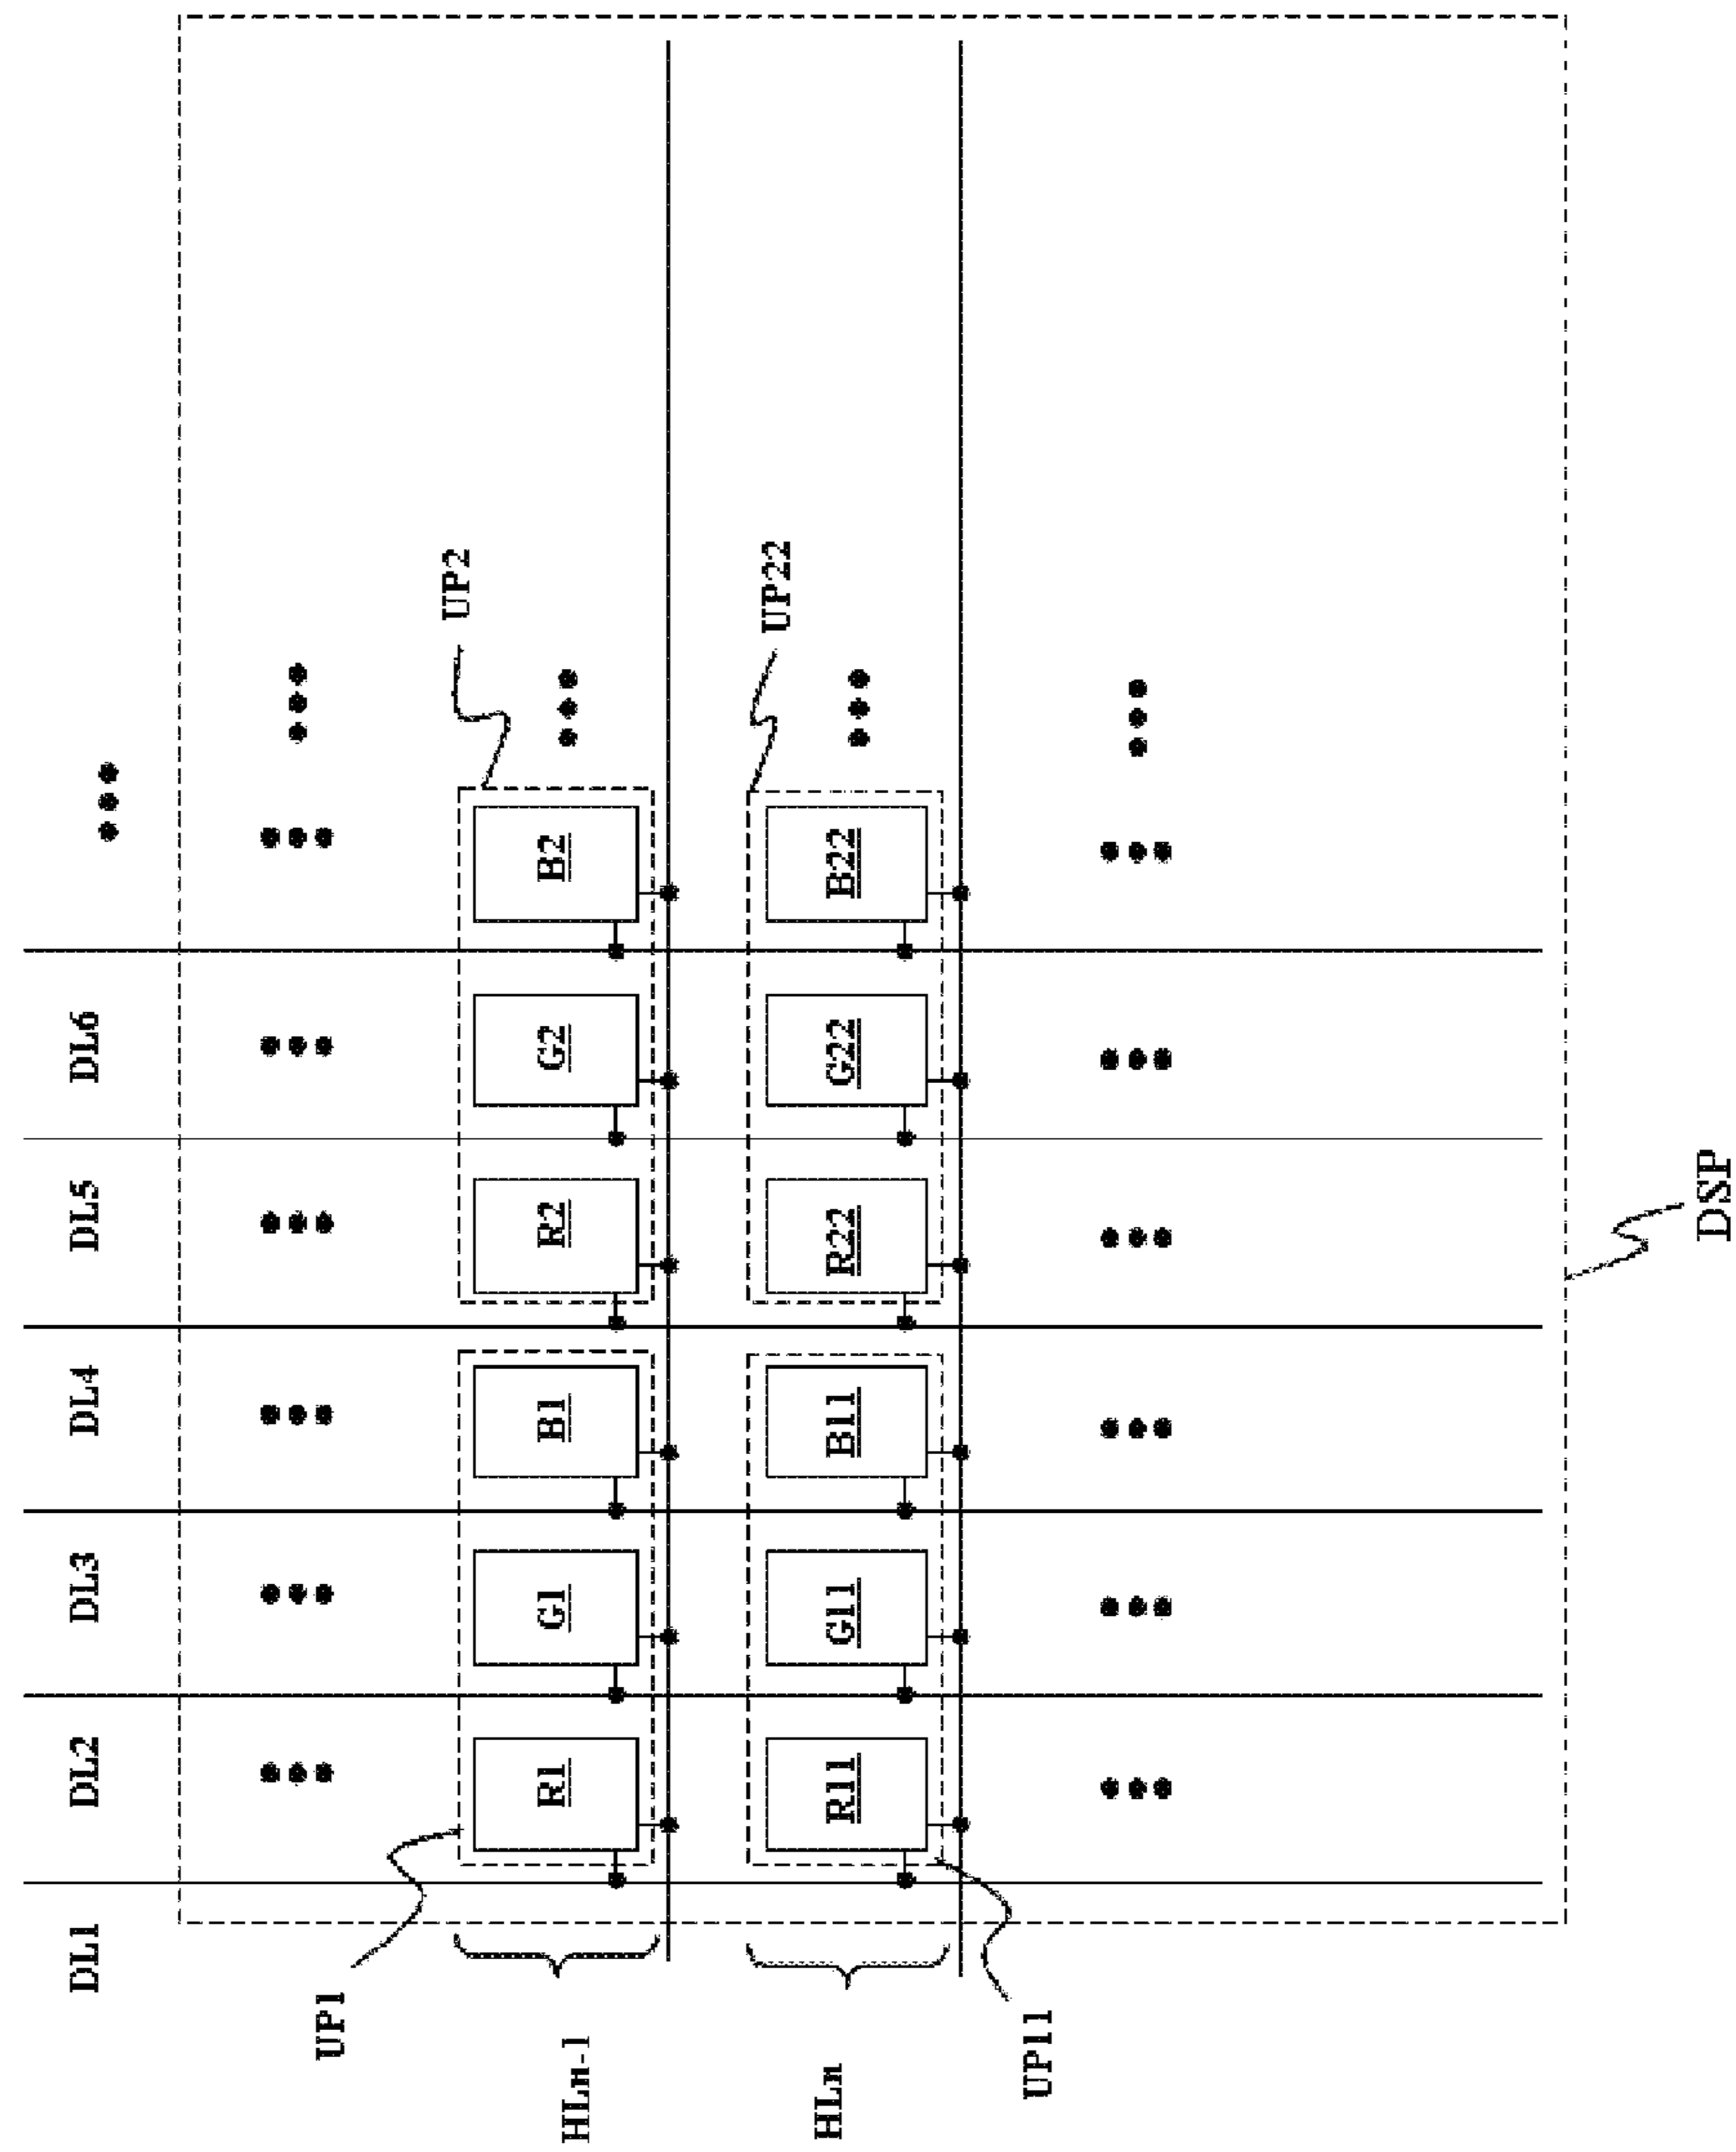 DL1 DL2 DL3 DL4 DL5 DL6
UP1
UP2
HLn-1
R1 G1 B1 R2 G2 B2
UP22
HLn
R11 G11 B11 R22 G22 B22
UP11
DSP